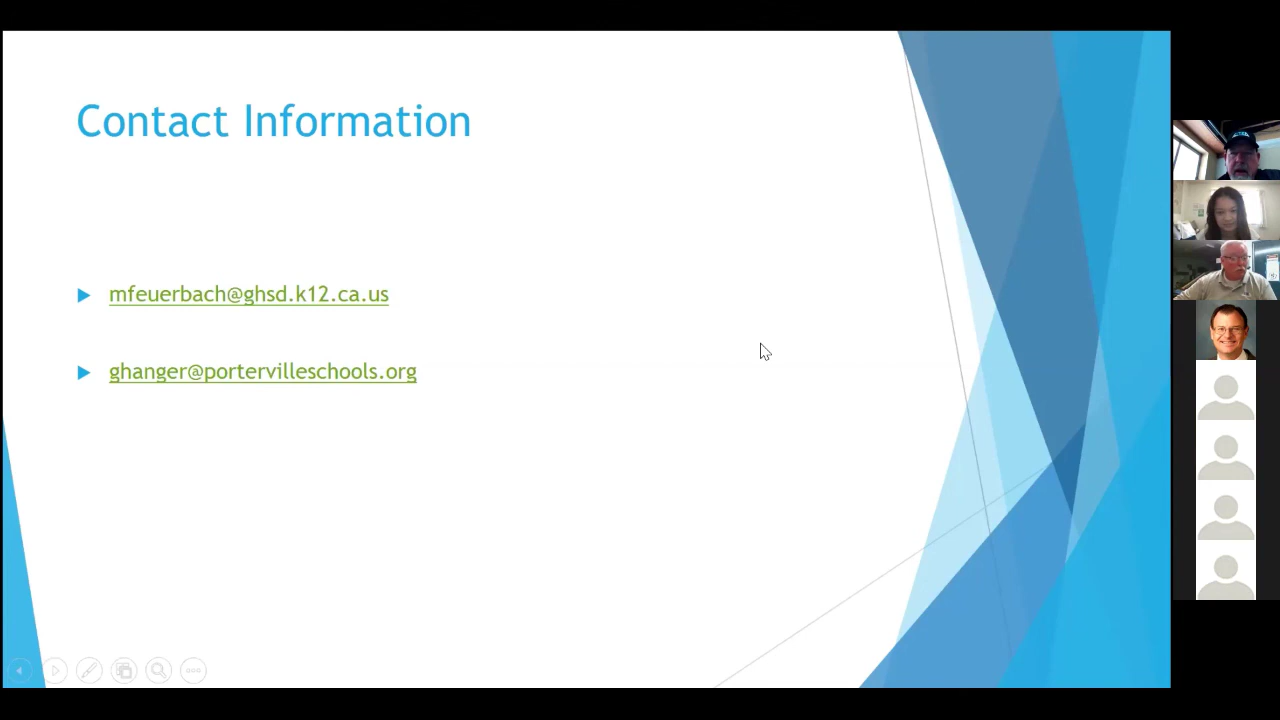 Contact Information
mfeuerbach@ghsd.k12.ca.us
ghanger@portervilleschools.org